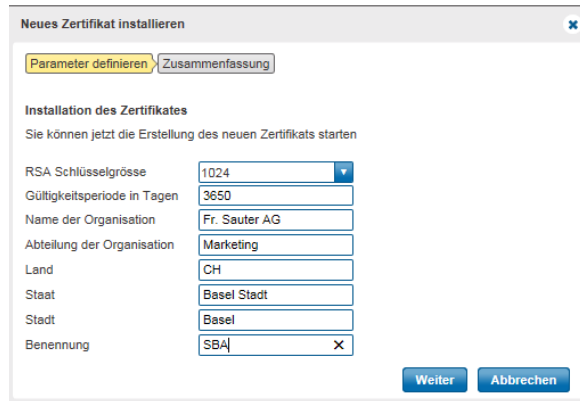 Neues Zertifikat installieren
Parameter definieren Zusammenfassung
Installation des Zertifikates
Sie können jetzt die Erstellung des neuen Zertifikats starten
RSA Schlüsselgrösse 1024
Gültigkeitsperiode in Tagen 3650
Name der Organisation Fr. Sauter AG
Abteilung der Organisation Marketing
Land CH
Staat Basel Stadt
Stadt Basel
Benennung SBA
Weiter Abbrechen